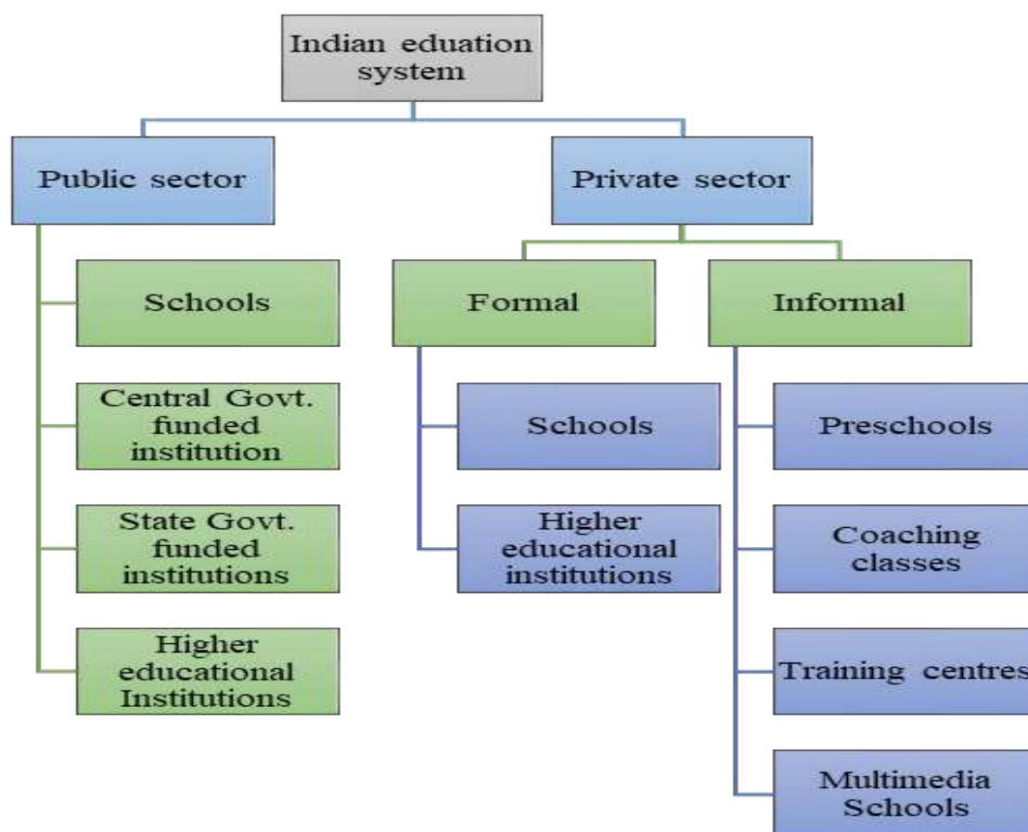 Indian eduation
system
Public sector
Private sector
Schools
Central Govt.
funded
institution
State Govt.
funded
institutions
Higher
educational
Institutions
Formal
Schools
Higher
educational
institutions
Informal
Preschools
Coaching
classes
Training centres
Multimedia
Schools